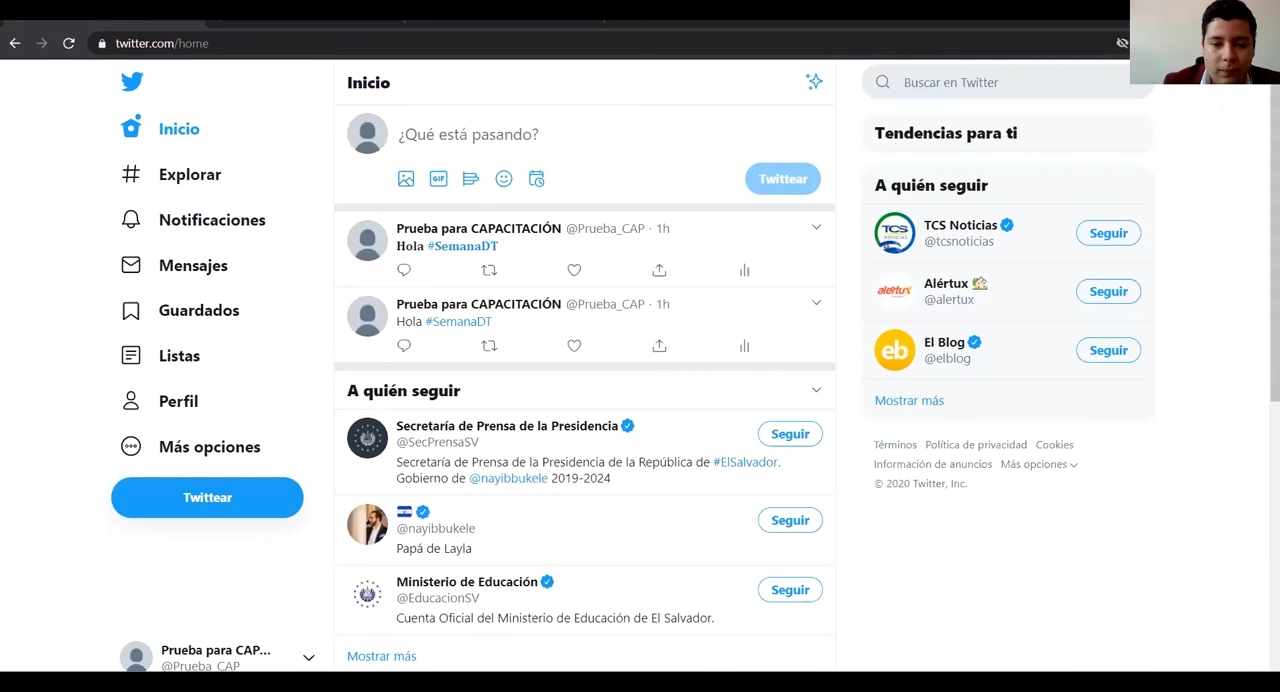 twitter.com/home
Inicio
Explorar
Notificaciones
Mensajes
Guardados
Listas
Perfil
Más opciones
Twittear
Prueba para CAP...
@Prueba_CAP
Inicio
¿Qué está pasando?
GIF
Twittear
Prueba para CAPACITACIÓN @Prueba_CAP · 1h
Hola #SemanaDT
Prueba para CAPACITACIÓN @Prueba_CAP · 1h
Hola #SemanaDT
A quién seguir
Secretaría de Prensa de la Presidencia
@SecPrensaSV
Seguir
Secretaría de Prensa de la Presidencia de la República de #ElSalvador.
Gobierno de @nayibbukele 2019-2024
@nayibbukele
Seguir
Papá de Layla
Ministerio de Educación
@EducacionSV
Seguir
Cuenta Oficial del Ministerio de Educación de El Salvador.
Mostrar más
Buscar en Twitter
Tendencias para ti
A quién seguir
TCS
NOTICIAS
TCS Noticias
@tcsnoticias
Seguir
alértux
Alértux
@alertux
Seguir
eb
El Blog
@elblog
Seguir
Mostrar más
Términos Política de privacidad Cookies
Información de anuncios Más opciones
© 2020 Twitter, Inc.